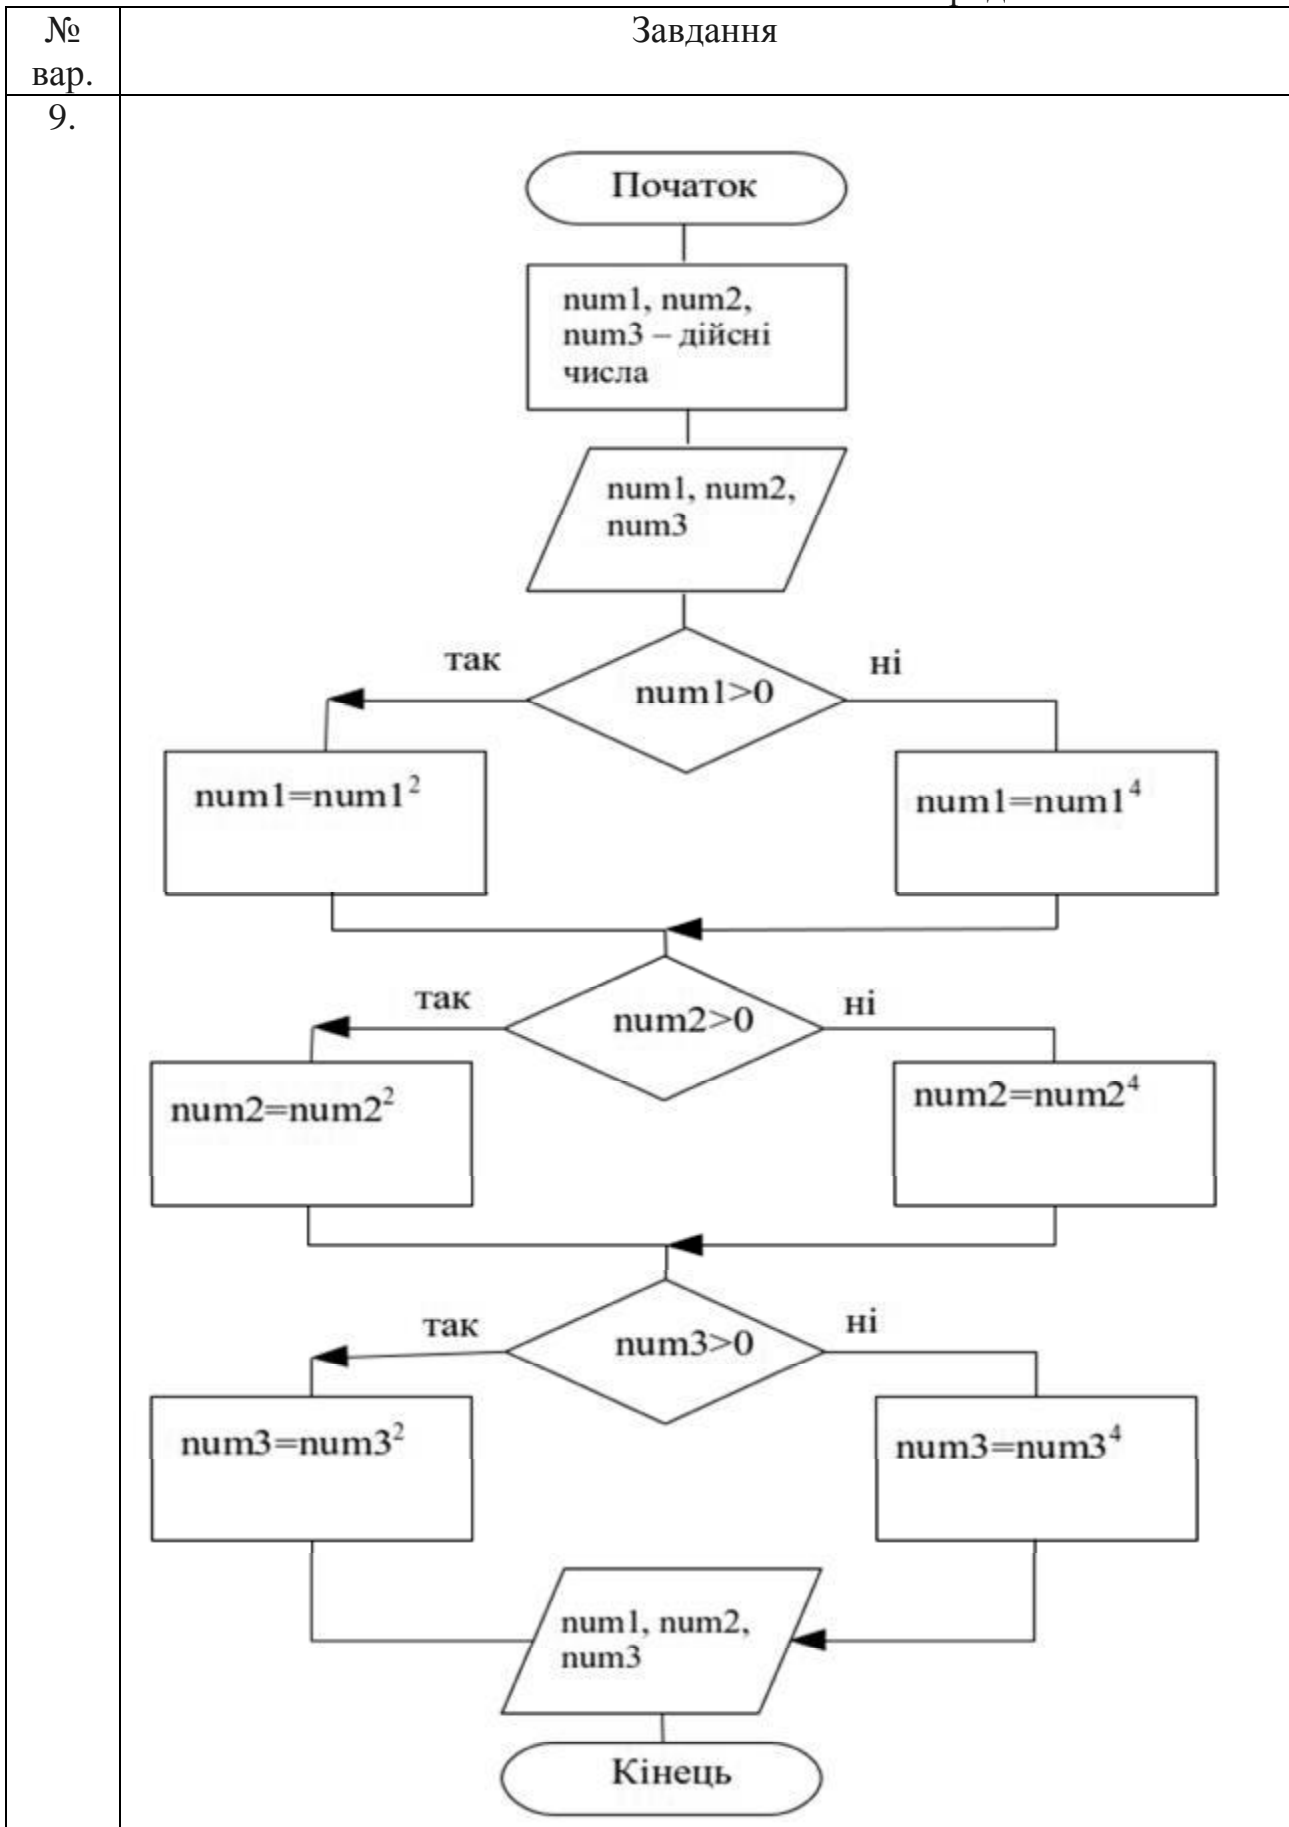 №
вар.
Завдання
9.
Початок
num1, num2,
num3 – дійсні
числа
num1, num2,
num3
так
num1>0
ні
num1=num1²
num1=num1⁴
так
num2>0
ні
num2=num2²
num2=num2⁴
так
num3>0
ні
num3=num3²
num3=num3⁴
num1, num2,
num3
Кінець